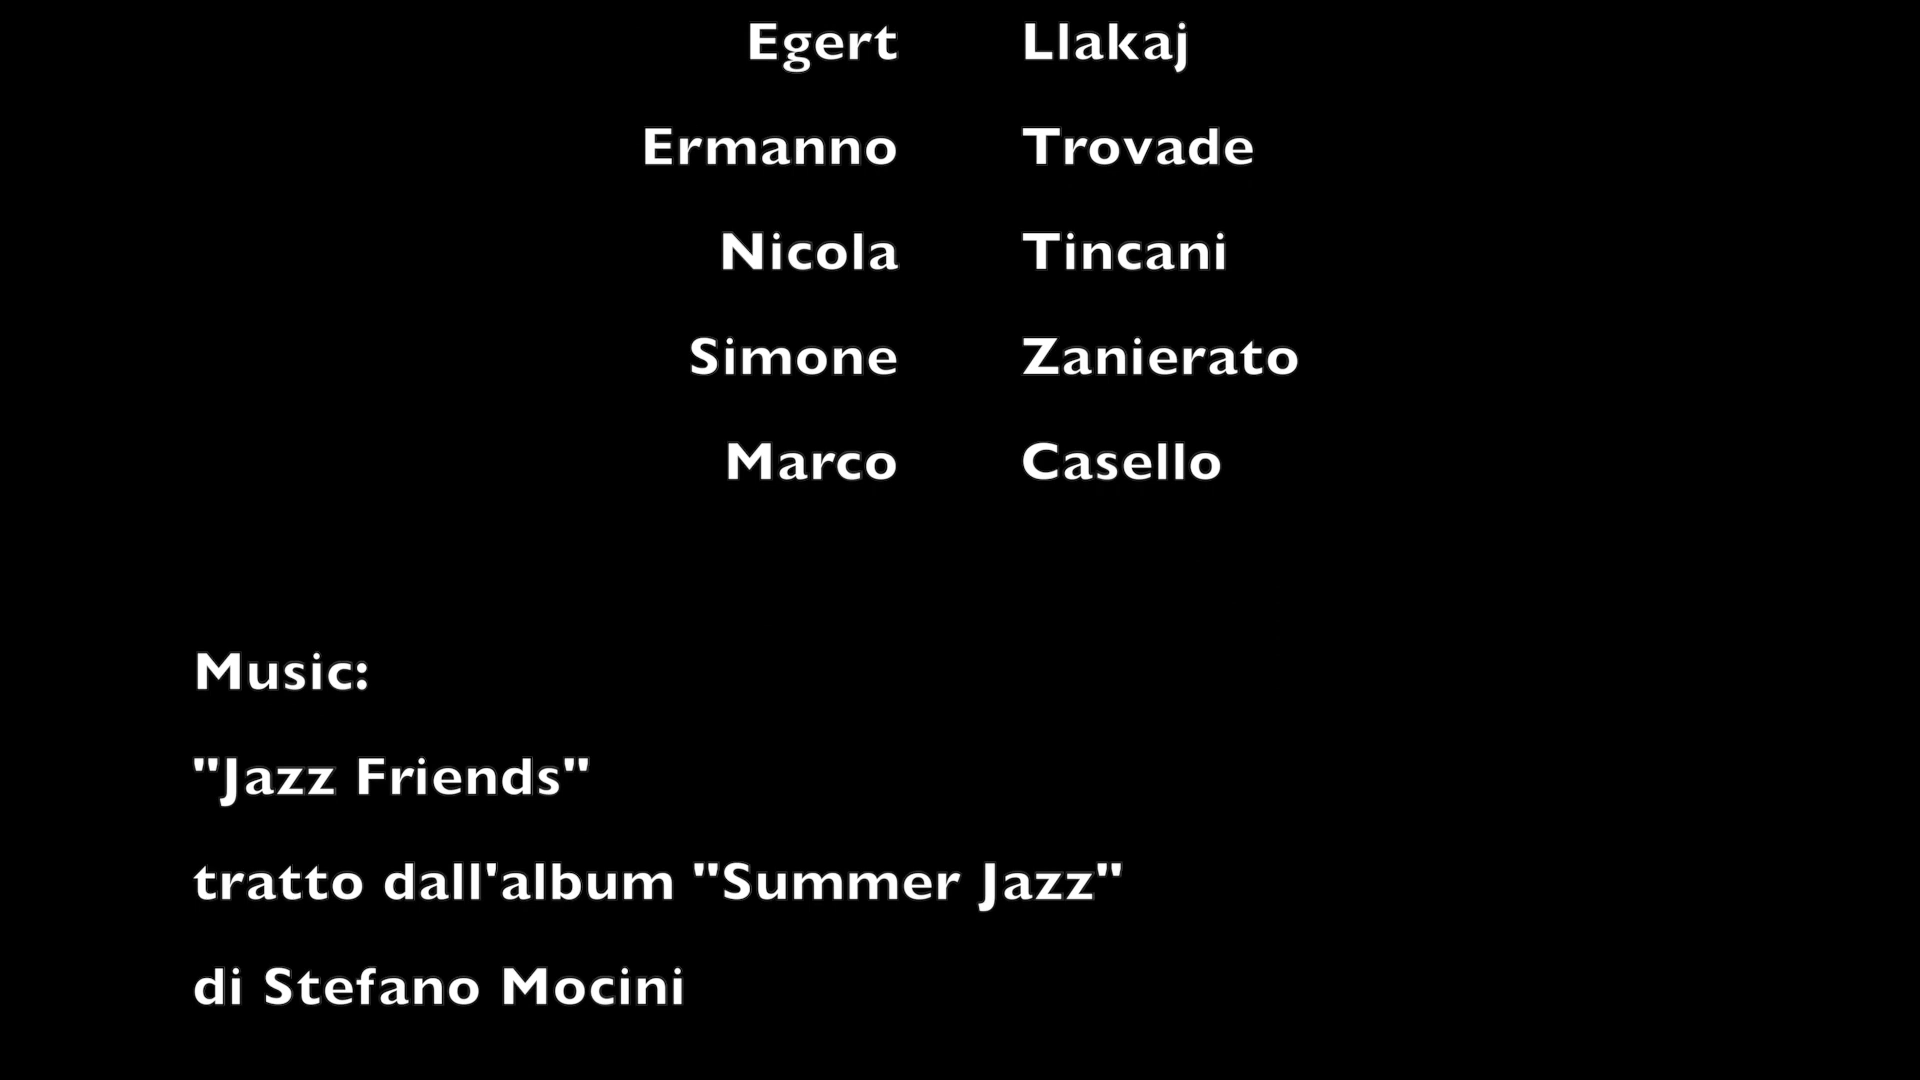 Egert Llakaj
Ermanno Trovade
Nicola Tincani
Simone Zanierato
Marco Casello
Music:
"Jazz Friends"
tratto dall'album "Summer Jazz"
di Stefano Mocini